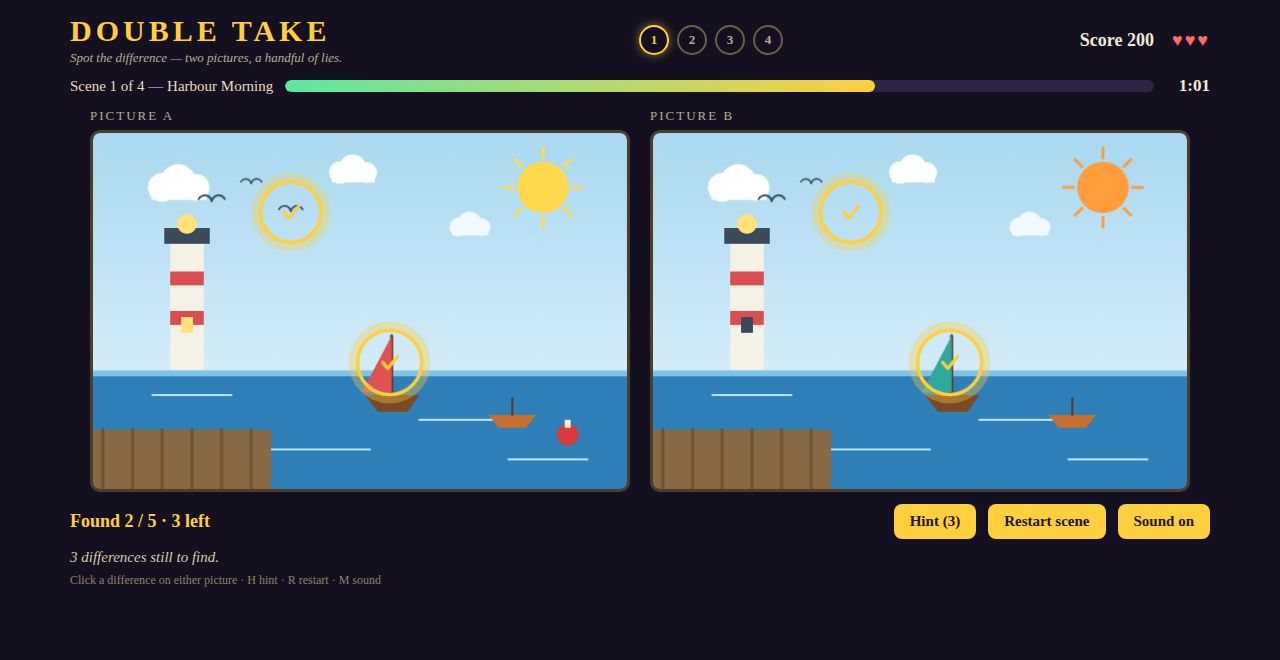 DOUBLE TAKE
Spot the difference — two pictures, a handful of lies.
1 2 3 4
Score 200 ♥♥♥
Scene 1 of 4 — Harbour Morning
1:01
PICTURE A
PICTURE B
Found 2 / 5 · 3 left
Hint (3)
Restart scene
Sound on
3 differences still to find.
Click a difference on either picture · H hint · R restart · M sound